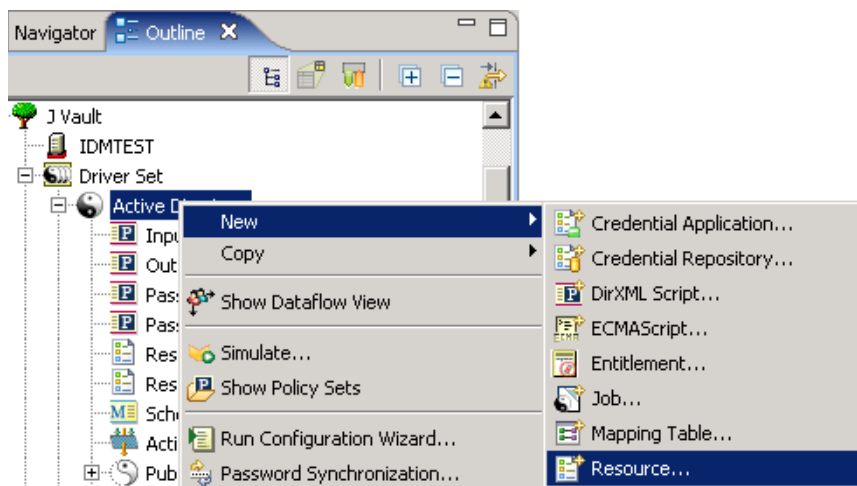 Navigator
Outline
J Vault
IDMTEST
Driver Set
Active
New
Copy
Show Dataflow View
Simulate...
Show Policy Sets
Run Configuration Wizard...
Password Synchronization...
Inpu
Out
Pas
Pas
Res
Res
Sch
Acti
Pub
Credential Application...
Credential Repository...
DirXML Script...
ECMAScript...
Entitlement...
Job...
Mapping Table...
Resource...